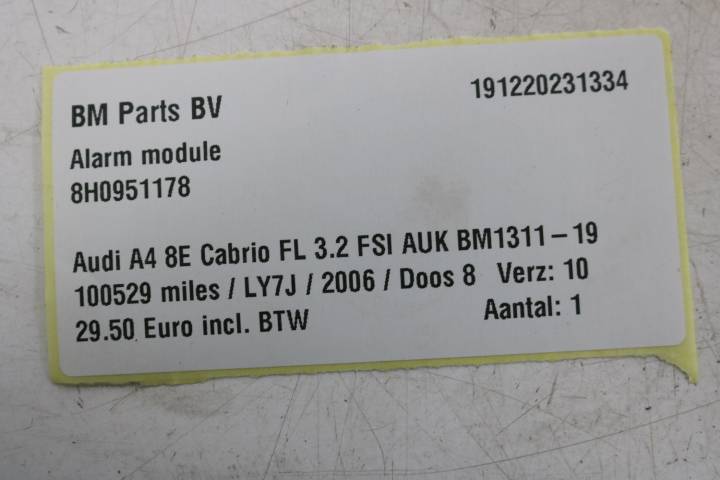 BM Parts BV 191220231334
Alarm module
8H0951178
Audi A4 8E Cabrio FL 3.2 FSI AUK BM1311-19
100529 miles / LY7J / 2006 / Doos 8 Verz: 10
29.50 Euro incl. BTW Aantal: 1